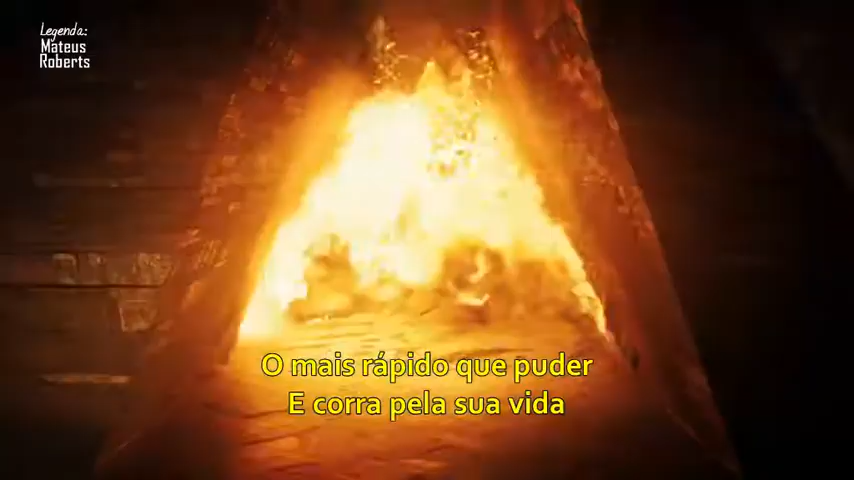 Legenda:
Mateus
Roberts
O mais rápido que puder
E corra pela sua vida